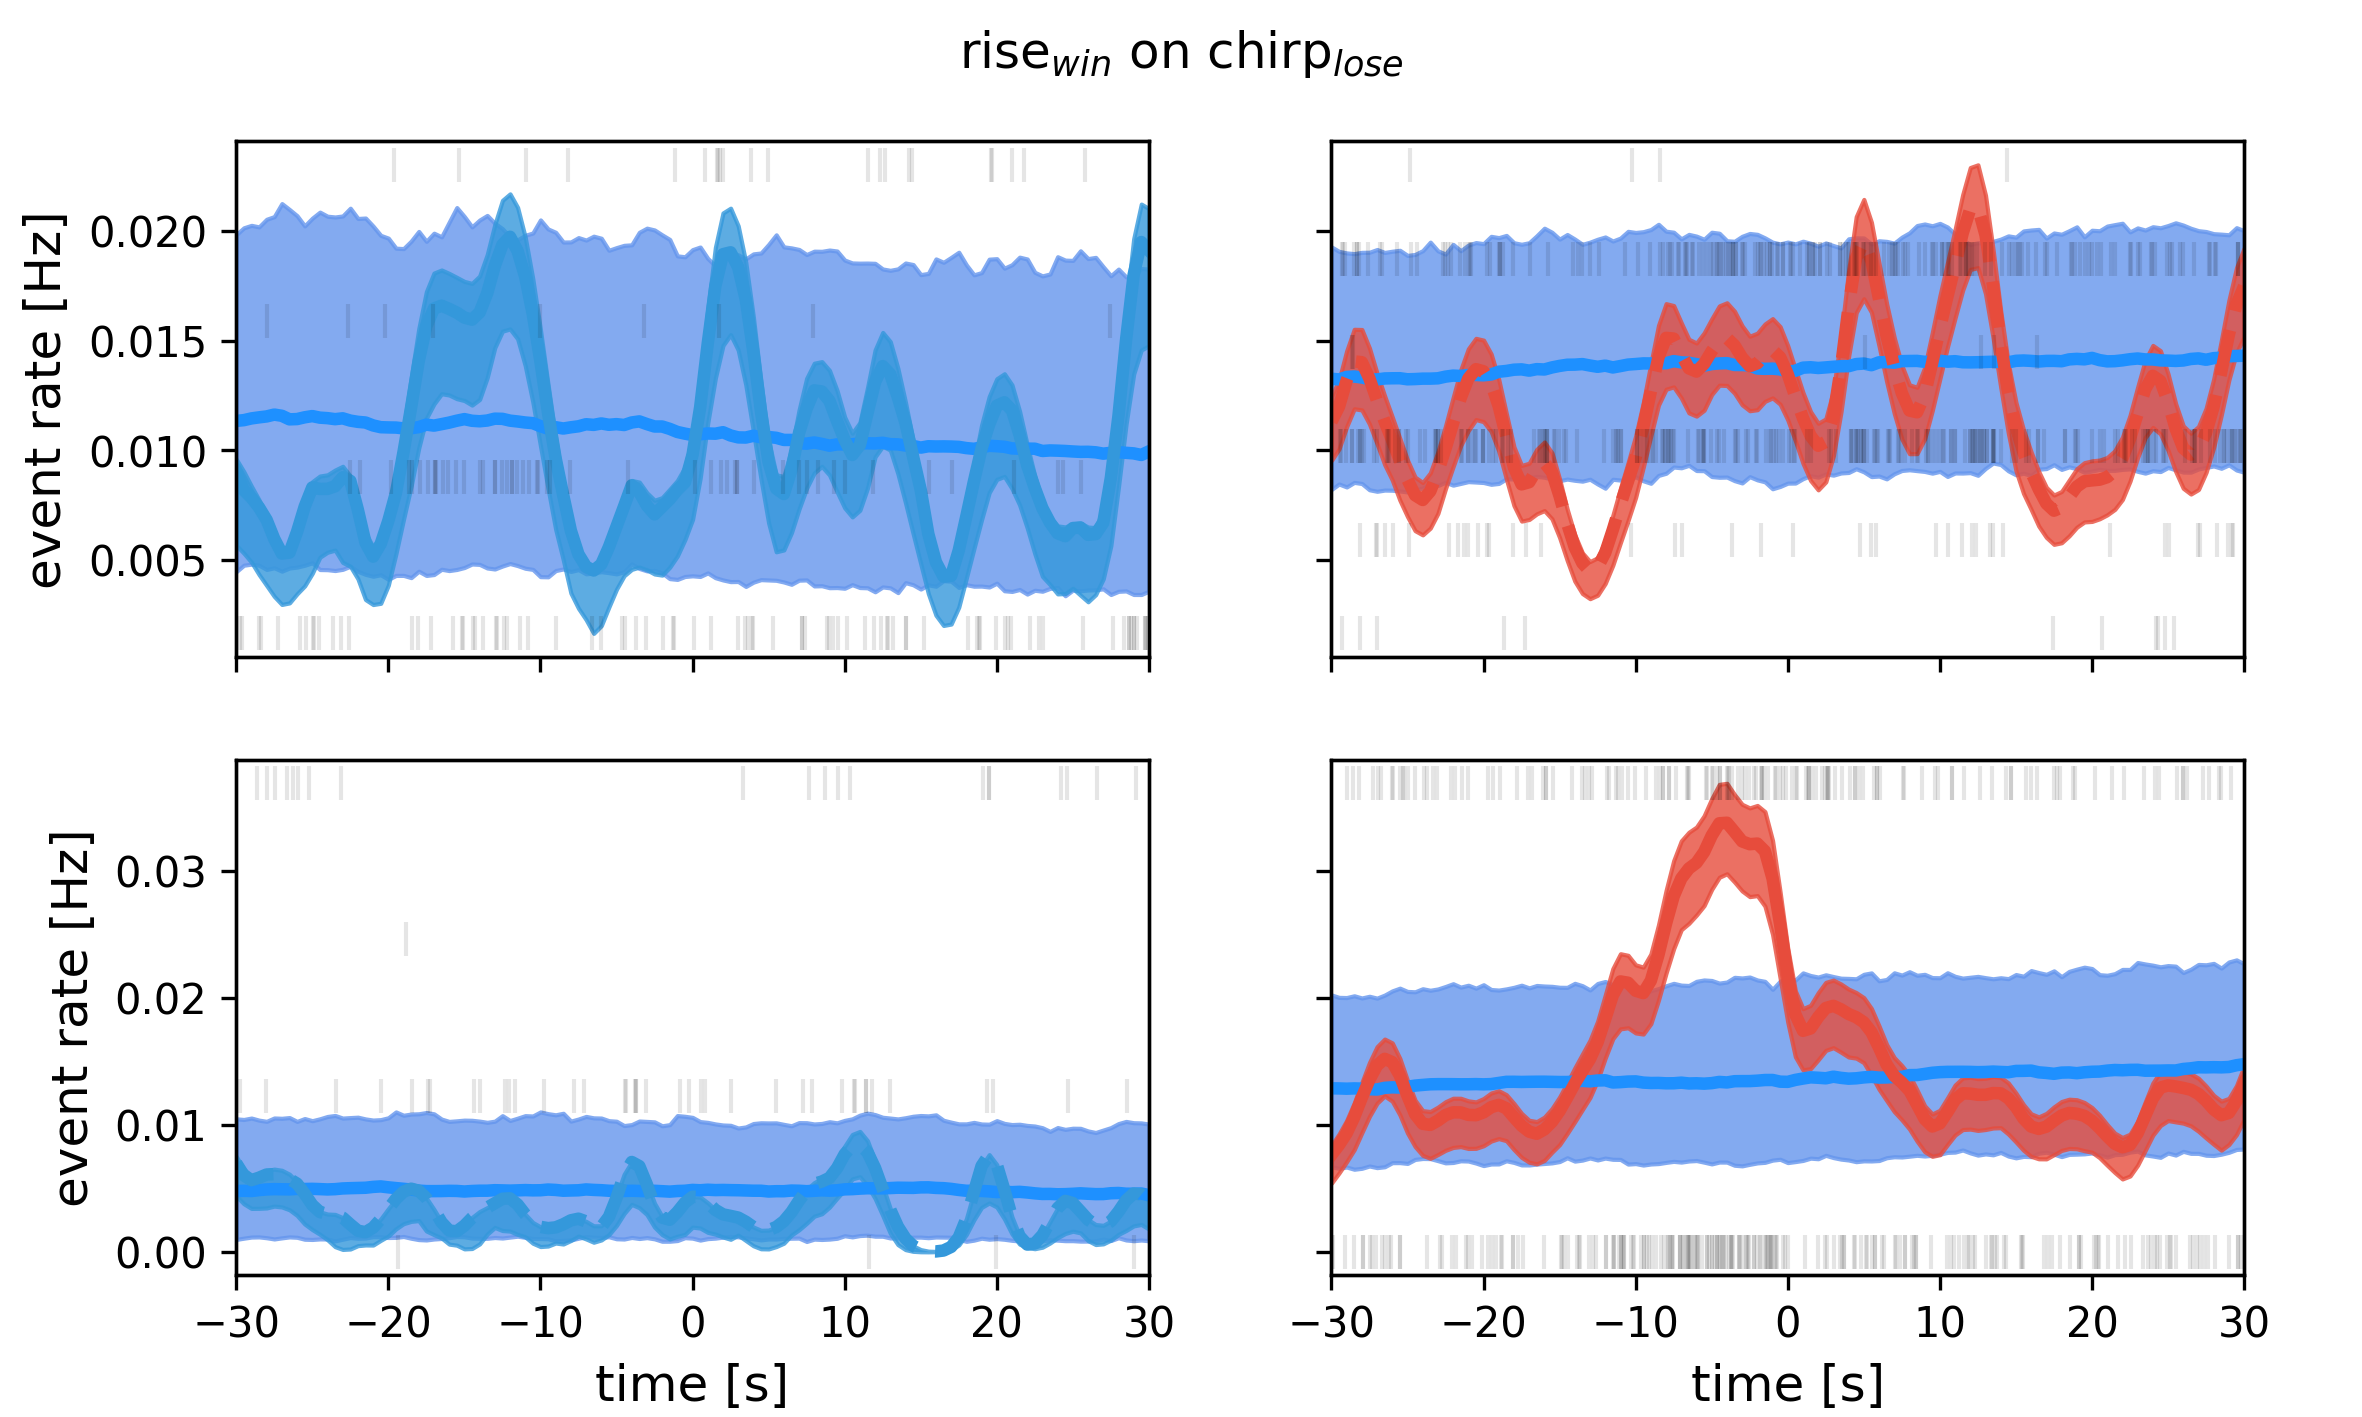 rise_win on chirp_lose
event rate [Hz]
0.020
0.015
0.010
0.005
event rate [Hz]
0.03
0.02
0.01
0.00
−30 −20 −10 0 10 20 30
−30 −20 −10 0 10 20 30
time [s]
time [s]